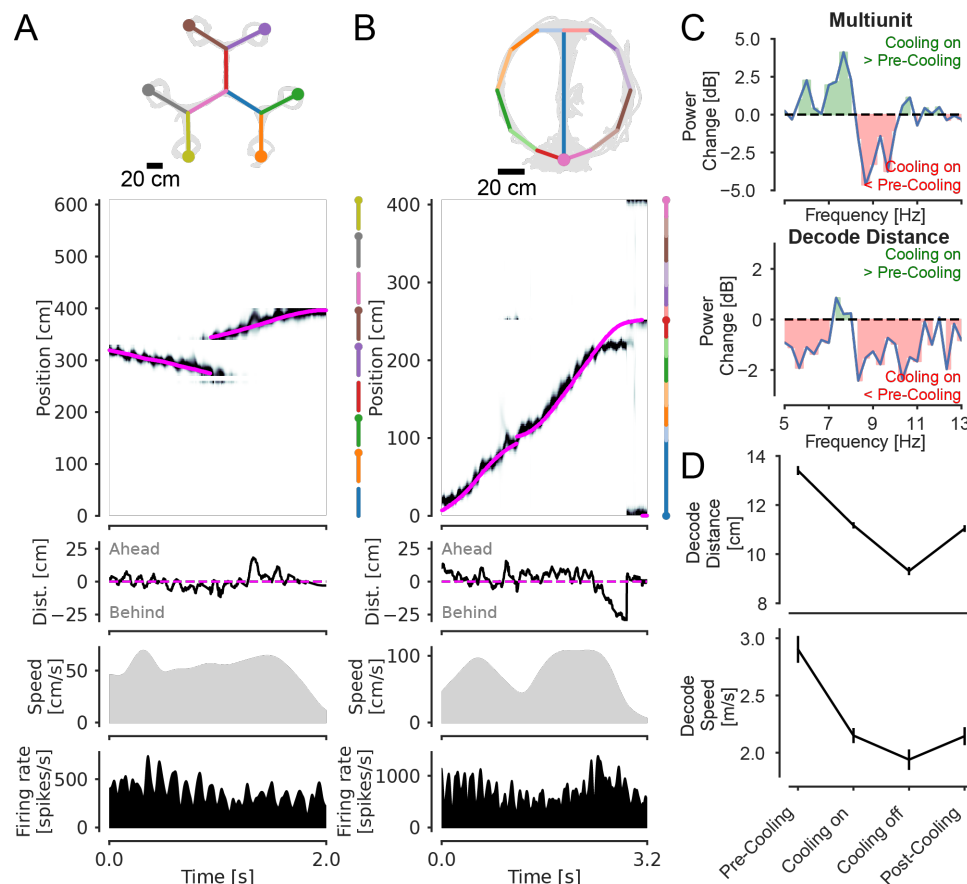 A
20 cm
600
500
400
300
200
100
0
Position [cm]
25
0
−25
Dist. [cm]
Ahead
Behind
50
0
Speed
[cm/s]
500
0
Firing rate
[spikes/s]
0.0
2.0
Time [s]
B
20 cm
400
300
200
100
0
Position [cm]
25
0
−25
Dist. [cm]
Ahead
Behind
100
0
Speed
[cm/s]
1000
0
Firing rate
[spikes/s]
0.0
3.2
Time [s]
C
Multiunit
Cooling on
> Pre-Cooling
5.0
2.5
0.0
−2.5
−5.0
Power
Change [dB]
Cooling on
< Pre-Cooling
Frequency [Hz]
Decode Distance
Cooling on
> Pre-Cooling
2
0
−2
Power
Change [dB]
Cooling on
< Pre-Cooling
5
7
9
11
13
Frequency [Hz]
D
14
12
10
8
Decode
Distance
[cm]
3.0
2.5
2.0
Decode
Speed
[m/s]
Pre-Cooling
Cooling on
Cooling off
Post-Cooling